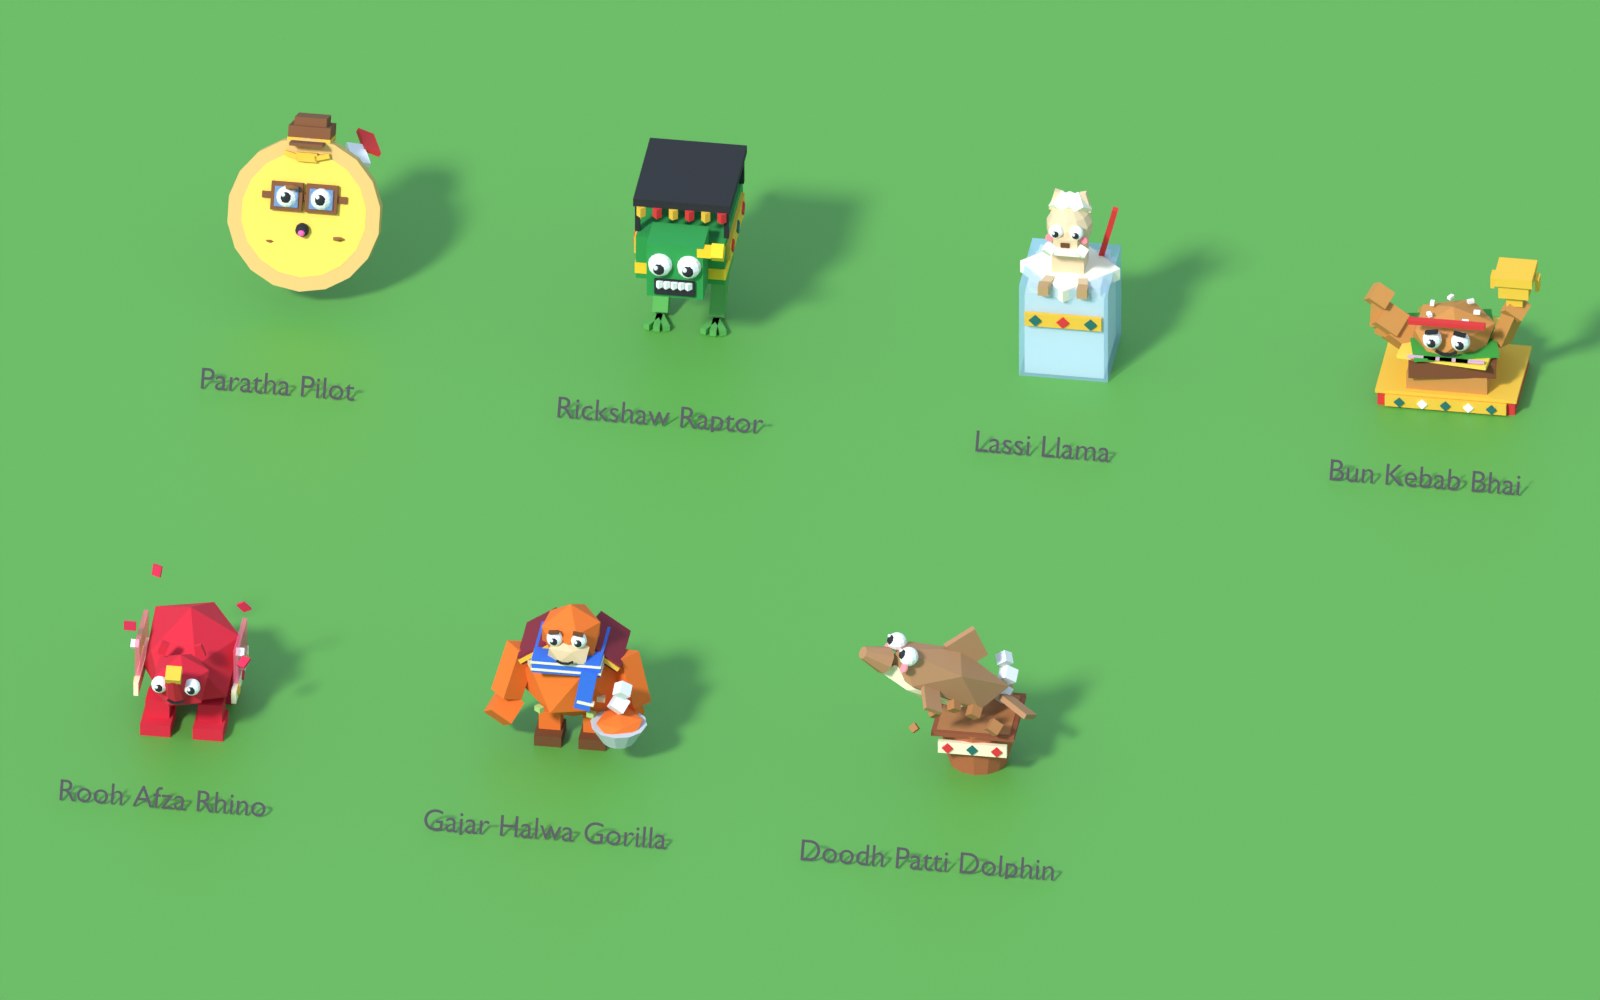 Paratha Pilot
Rickshaw Raptor
Lassi Llama
Bun Kebab Bhai
Rooh Afza Rhino
Gajar Halwa Gorilla
Doodh Patti Dolphin